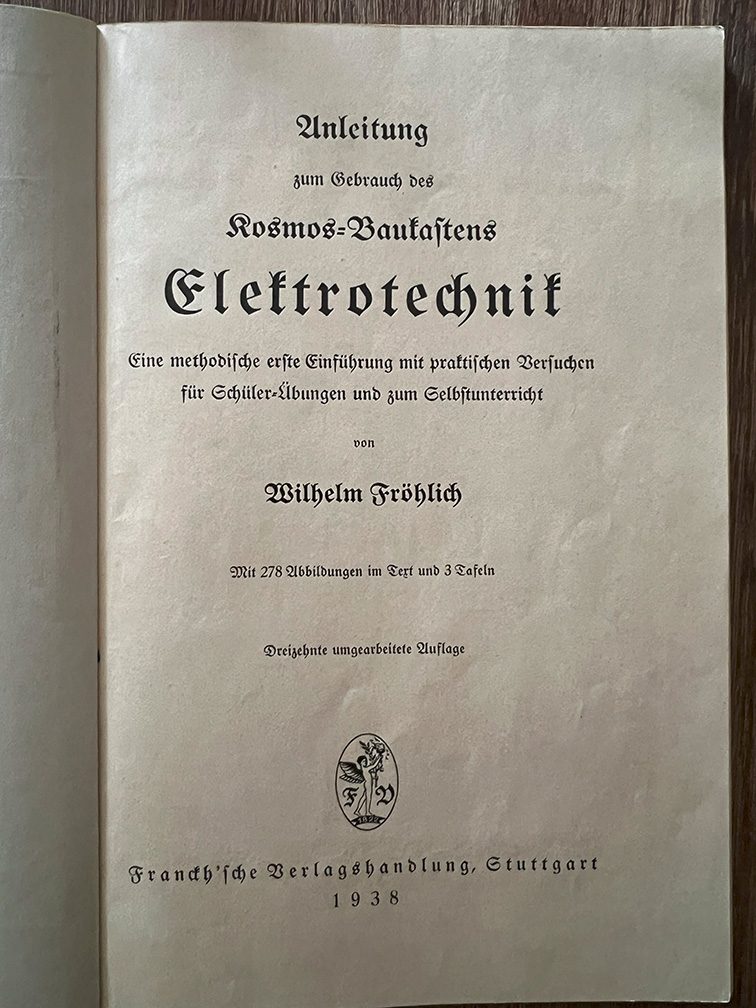 Anleitung
zum Gebrauch des
Kosmos-Baukastens
Elektrotechnik
Eine methodische erste Einführung mit praktischen Versuchen
für Schüler-Übungen und zum Selbstunterricht
von
Wilhelm Fröhlich
Mit 278 Abbildungen im Text und 3 Tafeln
Dreizehnte umgearbeitete Auflage
F V
1822
Franckh'sche Verlagshandlung, Stuttgart
1938